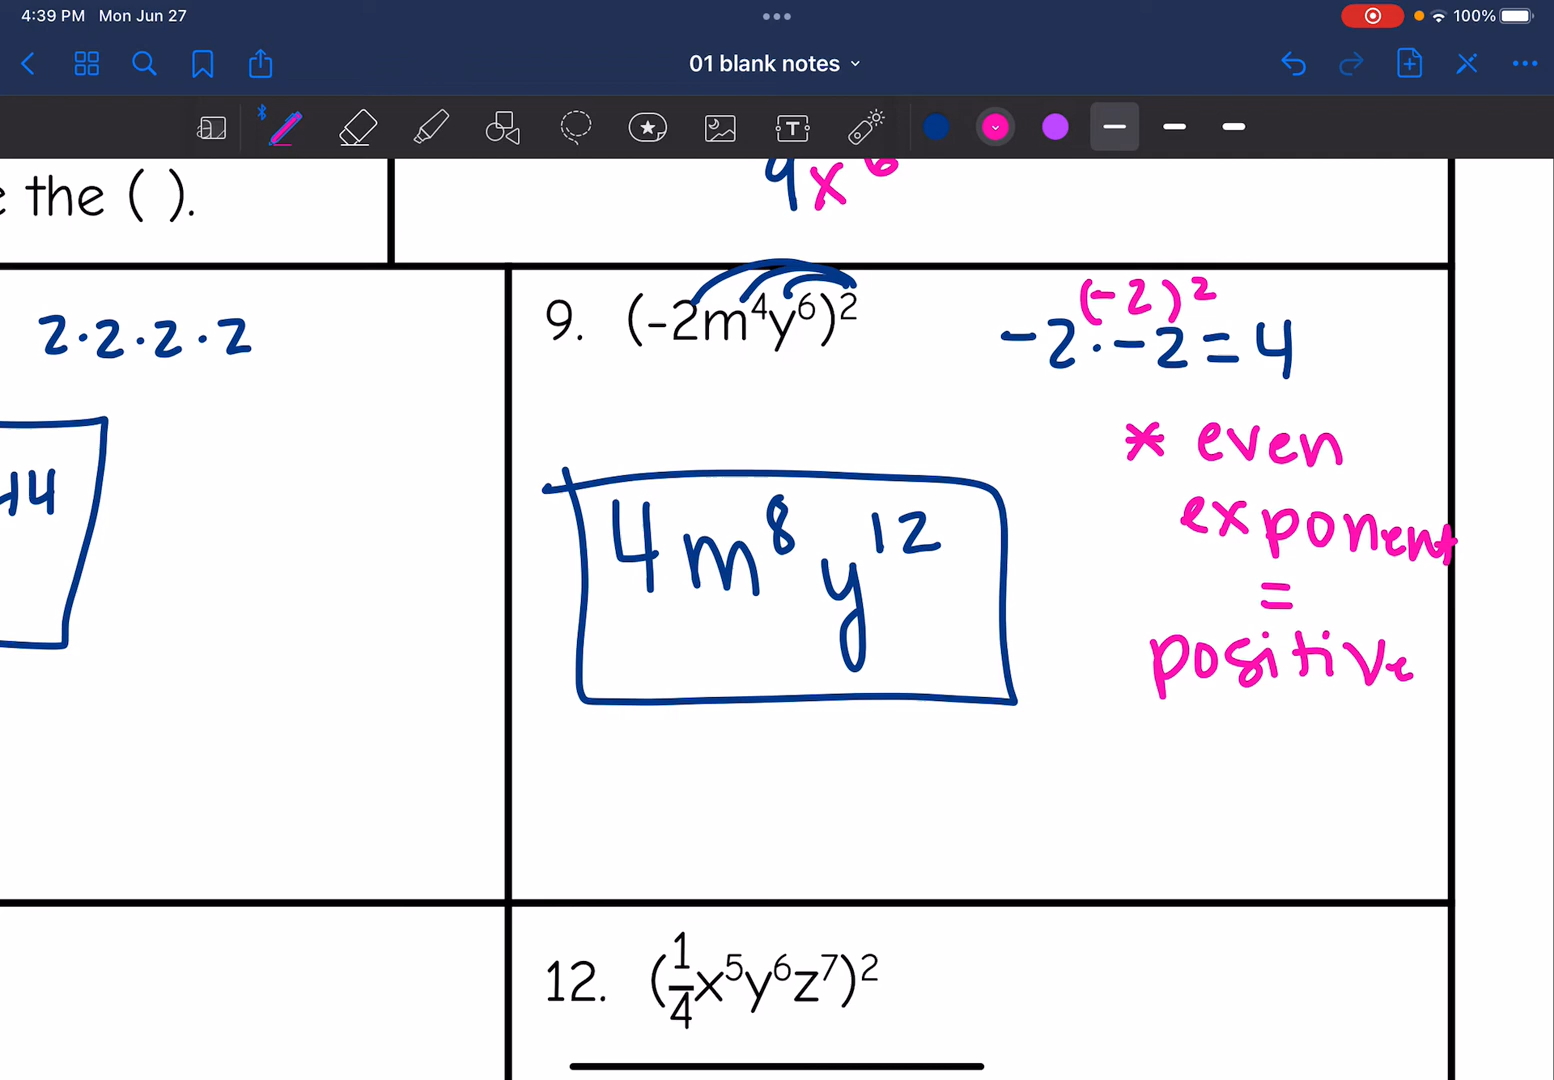 4:39 PM Mon Jun 27
100%
01 blank notes
the ( ).
9x⁶
2·2·2·2
9. (-2m⁴y⁶)²
(-2)²
-2·-2=4
* even
exponent
=
positive
4m⁸y¹²
12. (1/4x⁵y⁶z⁷)²